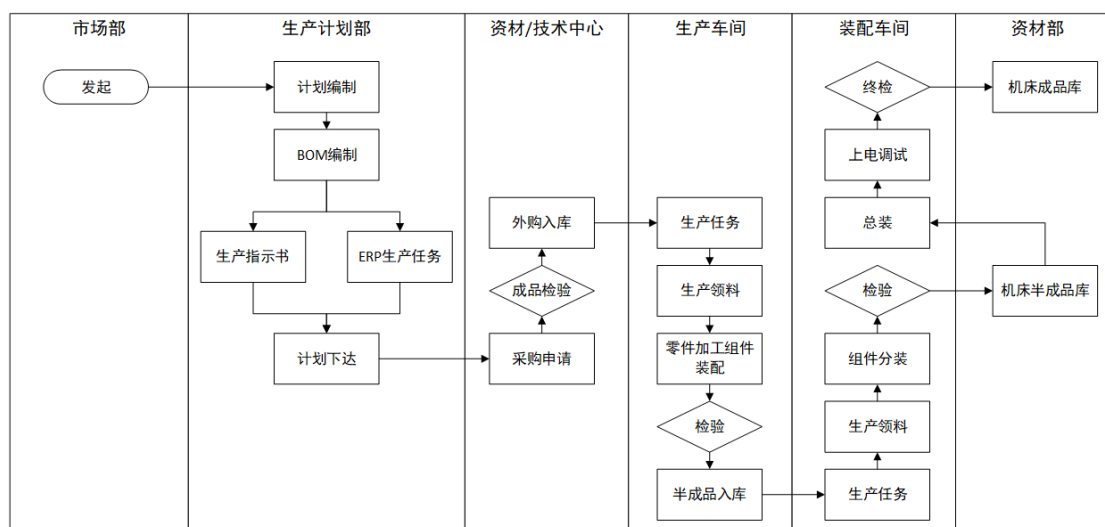 市场部
生产计划部
资材/技术中心
生产车间
装配车间
资材部
发起
计划编制
BOM编制
生产指示书
ERP生产任务
计划下达
外购入库
成品检验
采购申请
生产任务
生产领料
零件加工组件
装配
检验
半成品入库
终检
上电调试
总装
检验
组件分装
生产领料
生产任务
机床成品库
机床半成品库